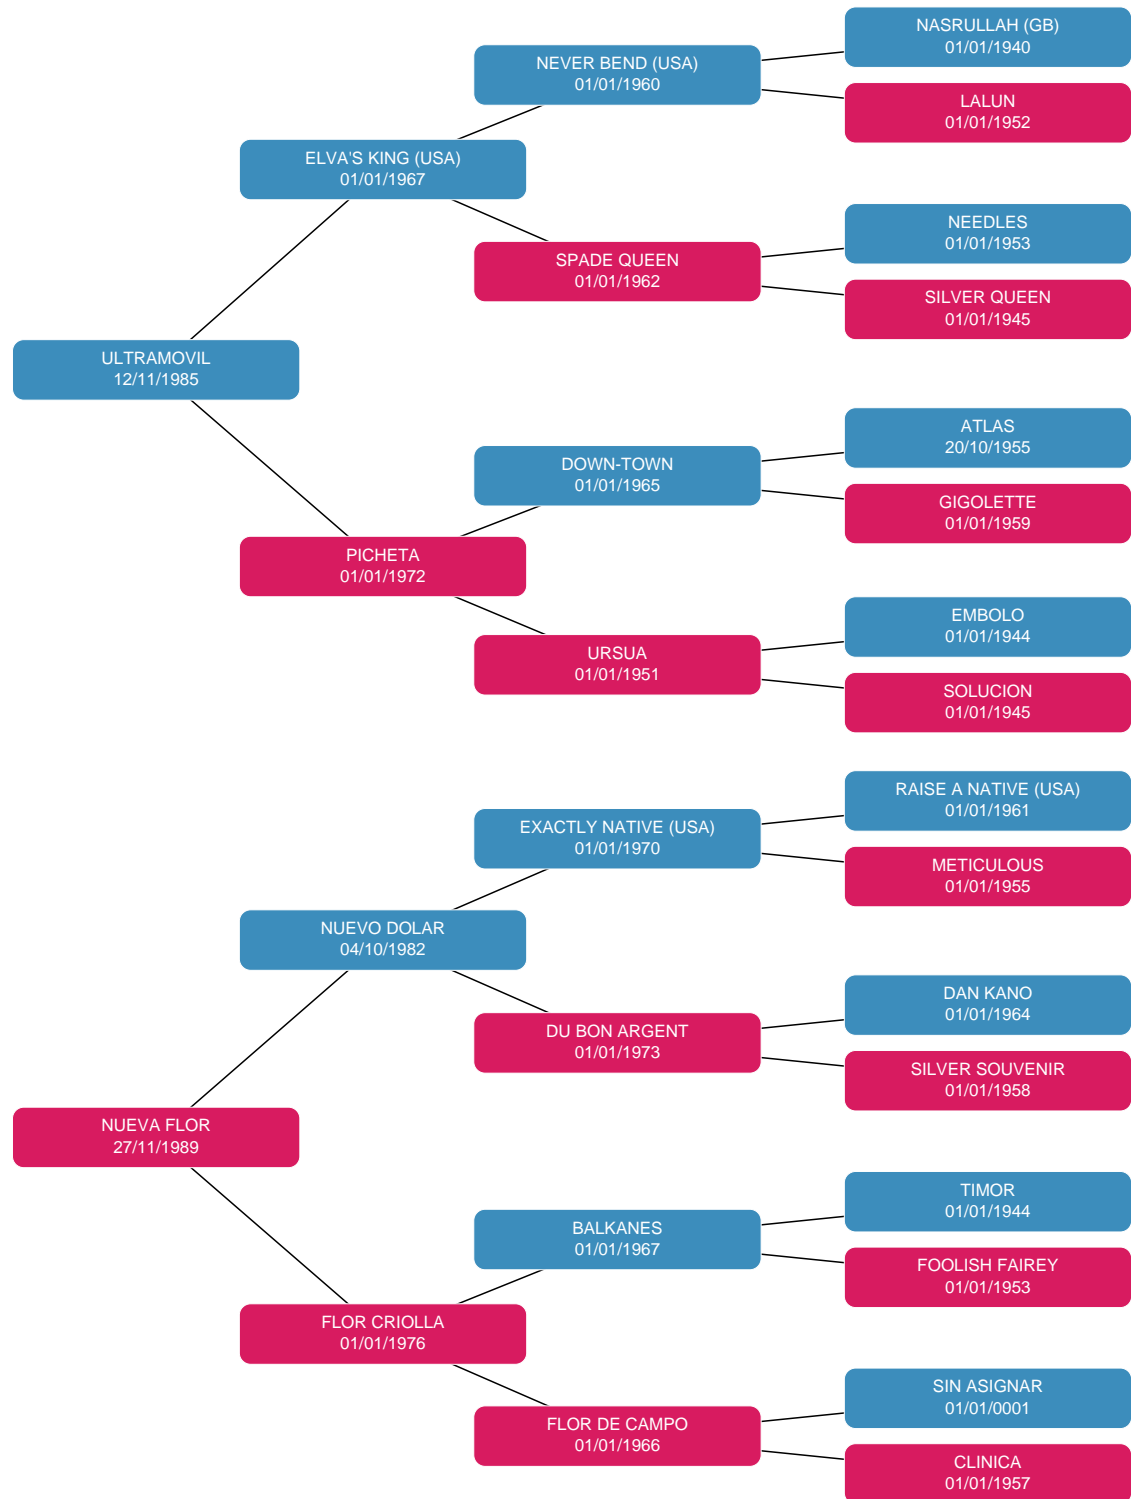 NASRULLAH (GB)
01/01/1940
NEVER BEND (USA)
01/01/1960
LALUN
01/01/1952
ELVA'S KING (USA)
01/01/1967
NEEDLES
01/01/1953
SPADE QUEEN
01/01/1962
SILVER QUEEN
01/01/1945
ULTRAMOVIL
12/11/1985
ATLAS
20/10/1955
DOWN-TOWN
01/01/1965
GIGOLETTE
01/01/1959
PICHETA
01/01/1972
EMBOLO
01/01/1944
URSUA
01/01/1951
SOLUCION
01/01/1945
RAISE A NATIVE (USA)
01/01/1961
EXACTLY NATIVE (USA)
01/01/1970
METICULOUS
01/01/1955
NUEVO DOLAR
04/10/1982
DAN KANO
01/01/1964
DU BON ARGENT
01/01/1973
SILVER SOUVENIR
01/01/1958
NUEVA FLOR
27/11/1989
TIMOR
01/01/1944
BALKANES
01/01/1967
FOOLISH FAIREY
01/01/1953
FLOR CRIOLLA
01/01/1976
SIN ASIGNAR
01/01/0001
FLOR DE CAMPO
01/01/1966
CLINICA
01/01/1957